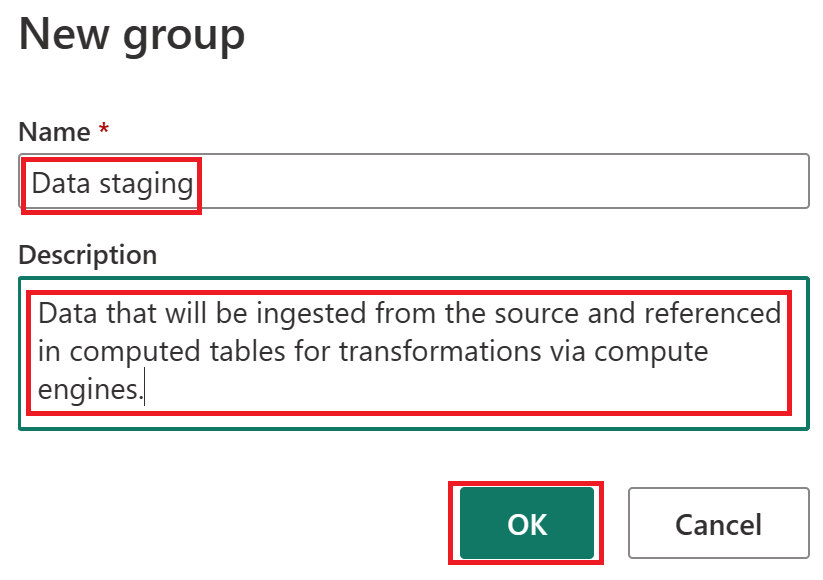 New group
Name *
Data staging
Description
Data that will be ingested from the source and referenced
in computed tables for transformations via compute
engines.
OK
Cancel